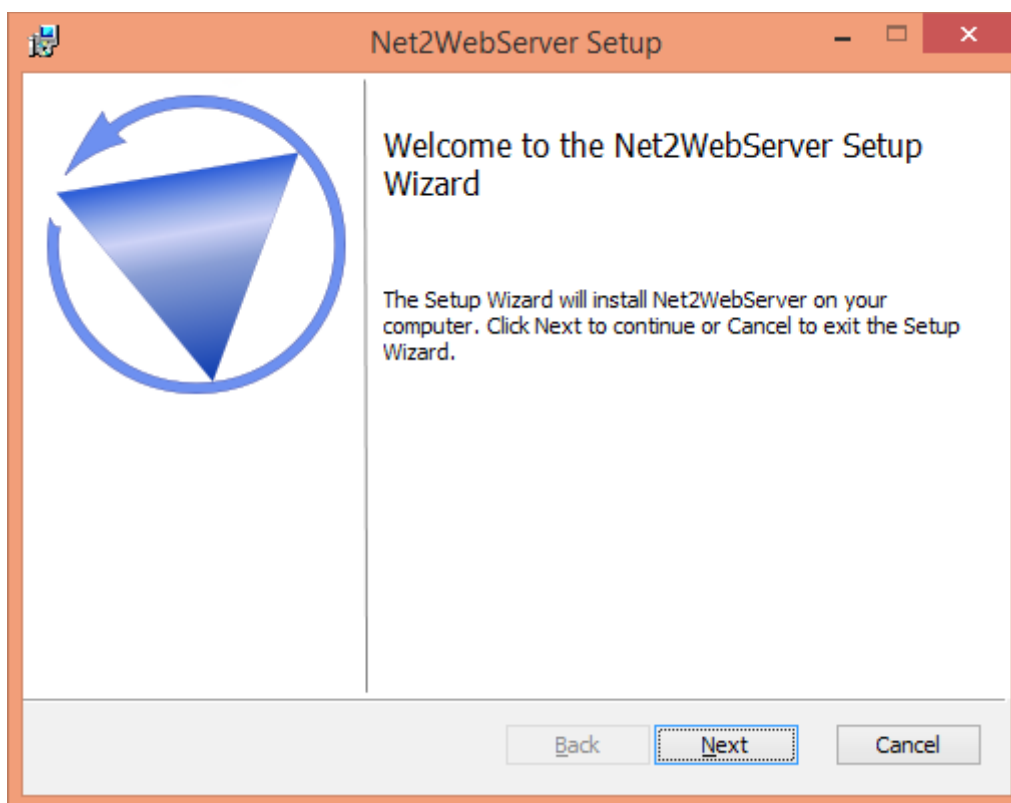 Net2WebServer Setup
Welcome to the Net2WebServer Setup
Wizard
The Setup Wizard will install Net2WebServer on your
computer. Click Next to continue or Cancel to exit the Setup
Wizard.
Back Next Cancel